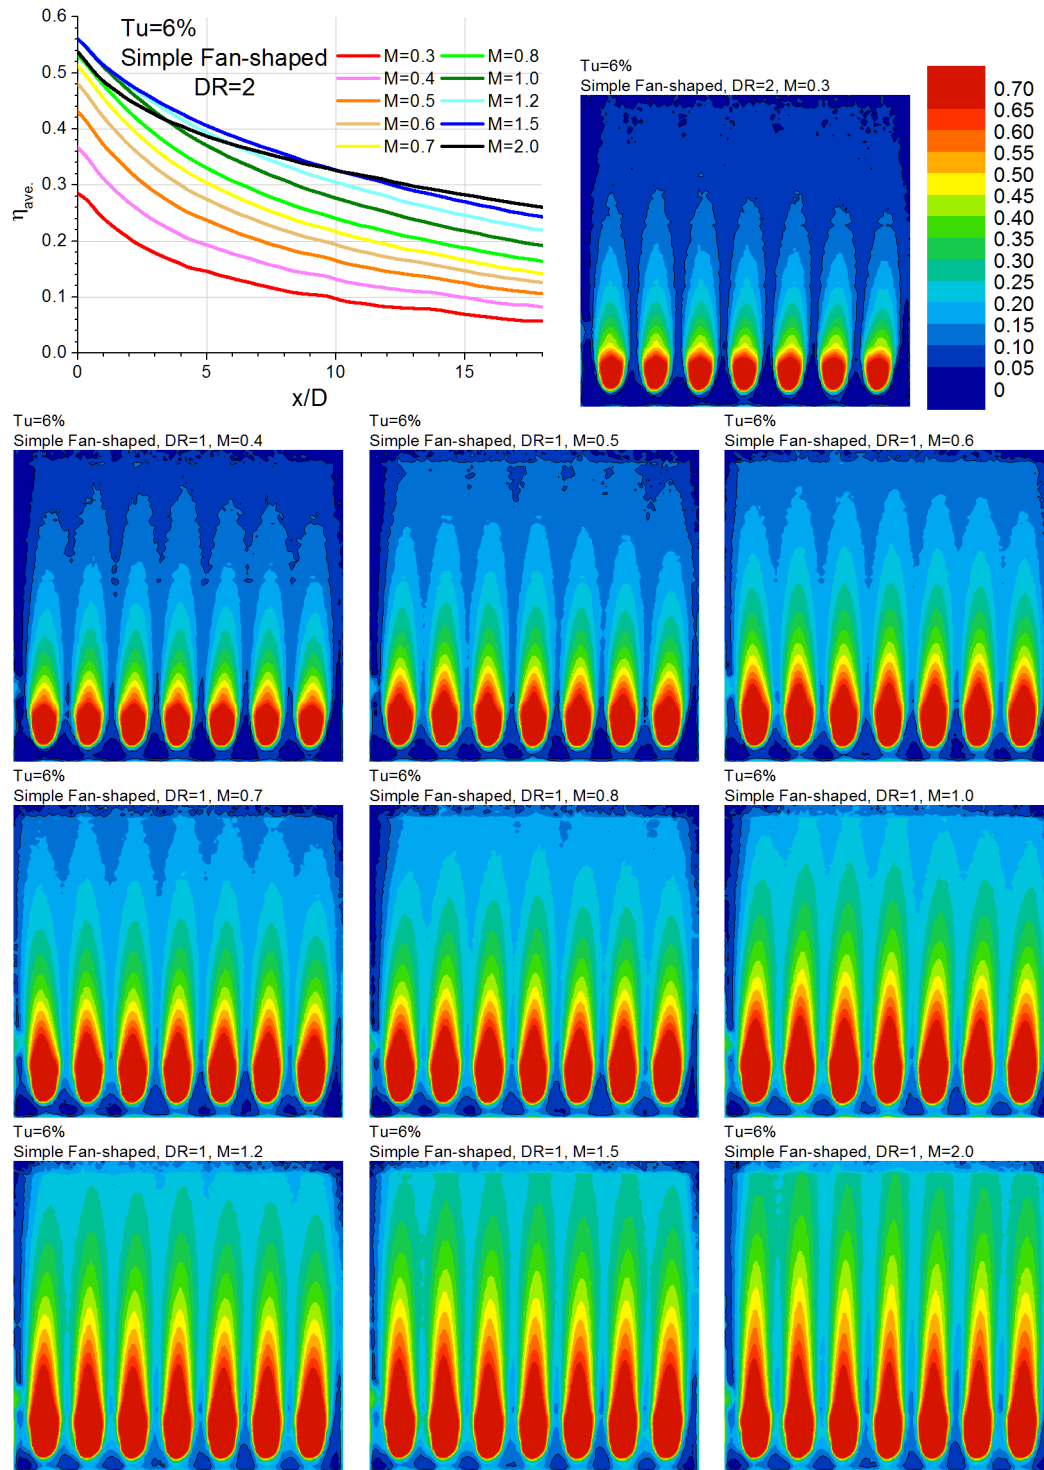 0.6
0.5
0.4
0.3
0.2
0.1
0.0
ηave.
Tu=6%
Simple Fan-shaped
DR=2
M=0.3
M=0.4
M=0.5
M=0.6
M=0.7
M=0.8
M=1.0
M=1.2
M=1.5
M=2.0
0
5
10
15
x/D
Tu=6%
Simple Fan-shaped, DR=2, M=0.3
0.70
0.65
0.60
0.55
0.50
0.45
0.40
0.35
0.30
0.25
0.20
0.15
0.10
0.05
0
Tu=6%
Simple Fan-shaped, DR=1, M=0.4
Tu=6%
Simple Fan-shaped, DR=1, M=0.5
Tu=6%
Simple Fan-shaped, DR=1, M=0.6
Tu=6%
Simple Fan-shaped, DR=1, M=0.7
Tu=6%
Simple Fan-shaped, DR=1, M=0.8
Tu=6%
Simple Fan-shaped, DR=1, M=1.0
Tu=6%
Simple Fan-shaped, DR=1, M=1.2
Tu=6%
Simple Fan-shaped, DR=1, M=1.5
Tu=6%
Simple Fan-shaped, DR=1, M=2.0